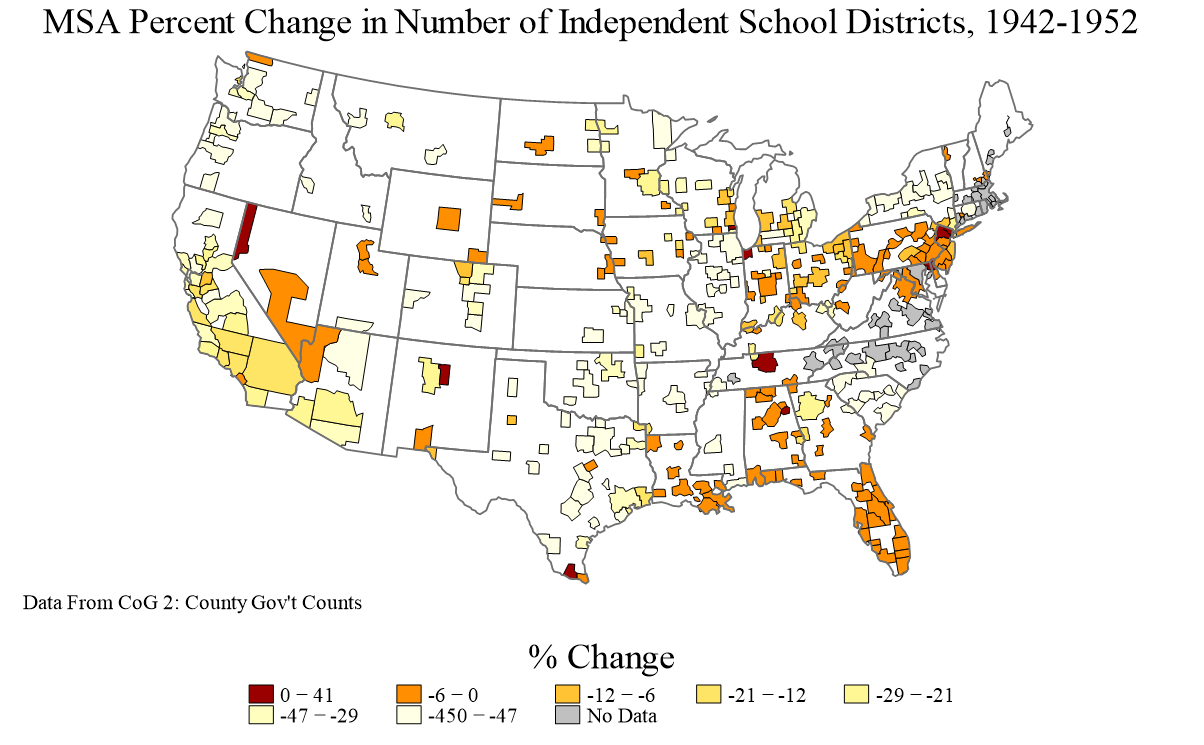 MSA Percent Change in Number of Independent School Districts, 1942-1952
Data From CoG 2: County Gov't Counts
% Change
0 − 41
-6 − 0
-12 − -6
-21 − -12
-29 − -21
-47 − -29
-450 − -47
No Data